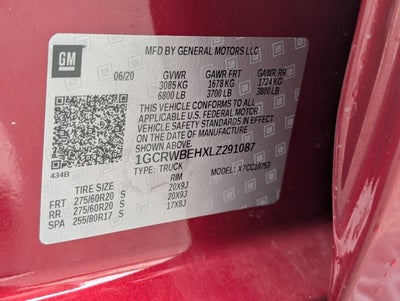 GM
MFD BY GENERAL MOTORS LLC
06/20 GVWR GAWR FRT GAWR RR
3085 KG 1678 KG 1724 KG
6800 LB 3700 LB 3800 LB
THIS VEHICLE CONFORMS TO ALL
APPLICABLE U.S. FEDERAL MOTOR
VEHICLE SAFETY STANDARDS IN EFFECT
ON THE DATE OF MANUFACTURE SHOWN ABOVE.
1GCRWBEHXLZ291087
434B TYPE: TRUCK MODEL:
TIRE SIZE RIM
FRT 275/60R20 S 20X9J
RR 275/60R20 S 20X9J
SPA 255/80R17 S 17X8J